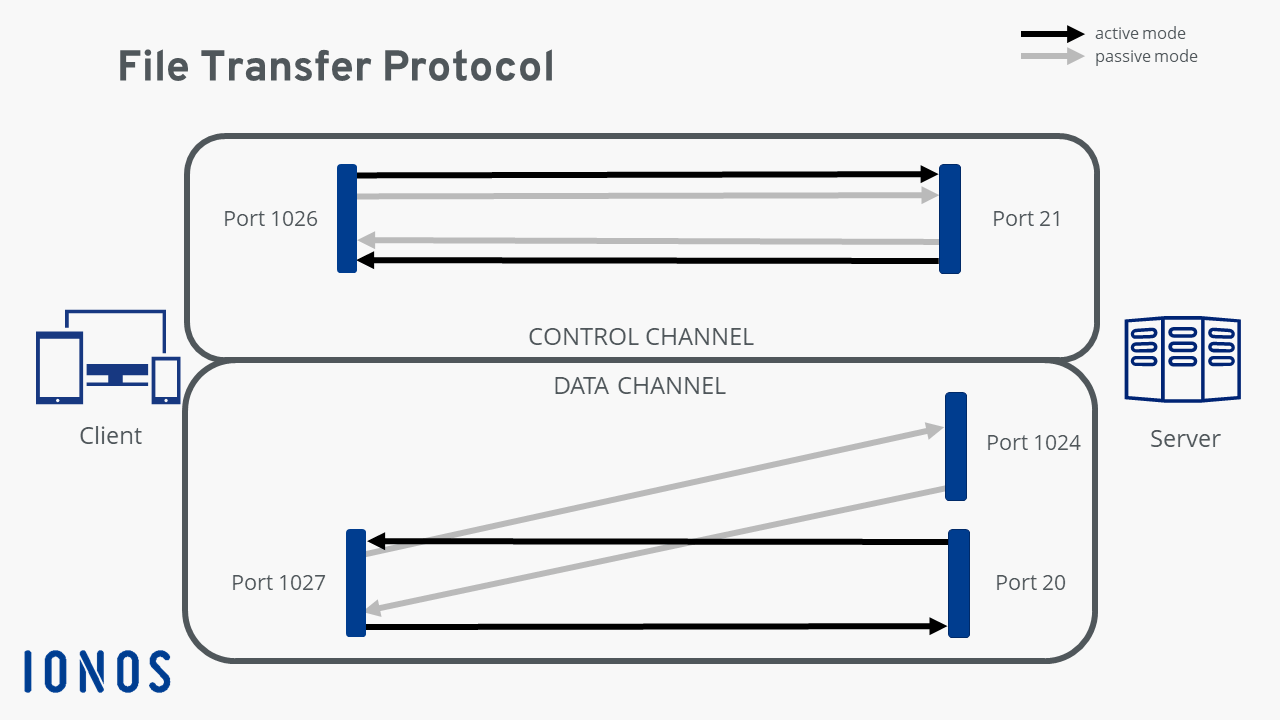 File Transfer Protocol
active mode
passive mode
Port 1026
Port 21
CONTROL CHANNEL
DATA CHANNEL
Client
Server
Port 1024
Port 1027
Port 20
IONOS